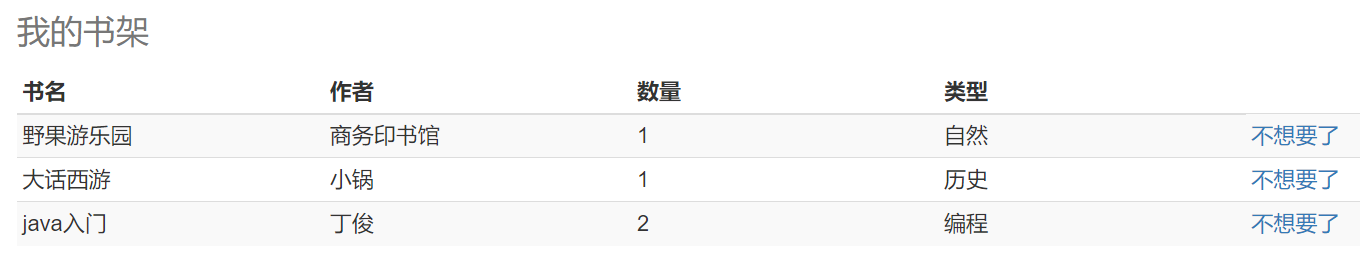 我的书架
书名 作者 数量 类型
野果游乐园 商务印书馆 1 自然 不想要了
大话西游 小锅 1 历史 不想要了
java入门 丁俊 2 编程 不想要了